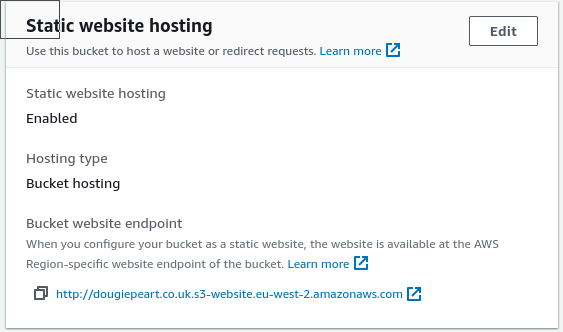 Static website hosting
Edit
Use this bucket to host a website or redirect requests. Learn more
Static website hosting
Enabled
Hosting type
Bucket hosting
Bucket website endpoint
When you configure your bucket as a static website, the website is available at the AWS
Region-specific website endpoint of the bucket. Learn more
http://dougiepeart.co.uk.s3-website.eu-west-2.amazonaws.com